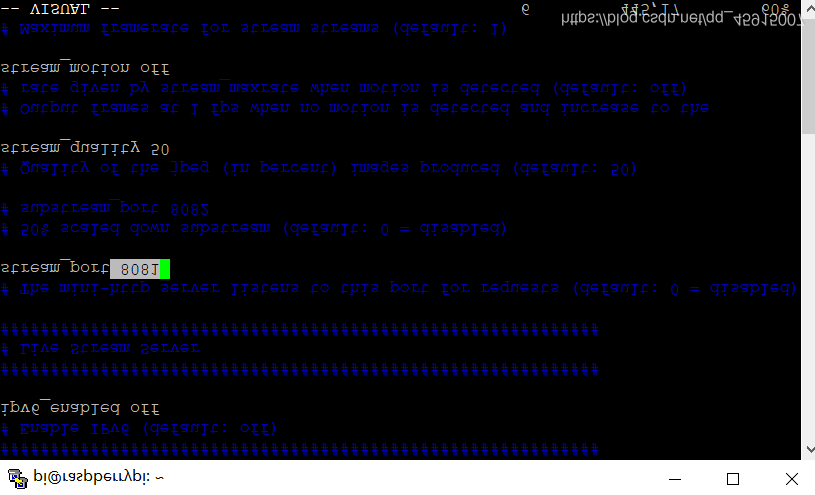 pi@raspberrypi: ~
############################################################
# Enable IPv6 (default: off)
ipv6_enabled off
############################################################
# Live Stream Server
############################################################
# The mini-http server listens to this port for requests (default: 0 = disabled)
stream_port 8081
# 50% scaled down substream (default: 0 = disabled)
# substream_port 8082
# Quality of the jpeg (in percent) images produced (default: 50)
stream_quality 50
# Output frames at 1 fps when no motion is detected and increase to the
# rate given by stream_maxrate when motion is detected (default: off)
stream_motion off
# Maximum framerate for stream streams (default: 1)
-- VISUAL -- 6 445,17 60%
https://blog.csdn.net/qq_45915007